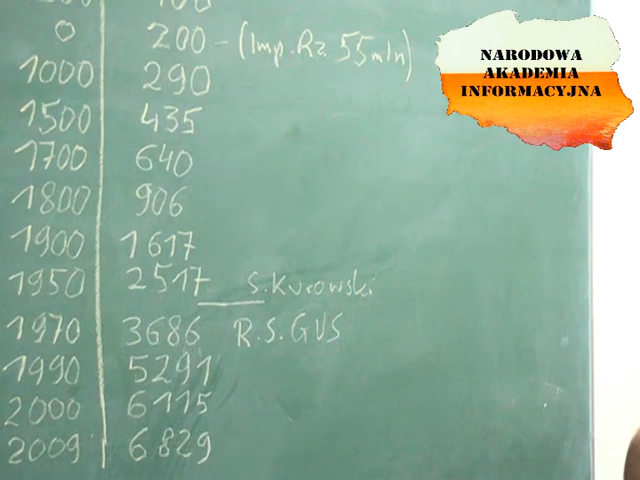 0 200 - (Imp. Rz. 55 mln)
1000 290
1500 435
1700 640
1800 906
1900 1617
1950 2517 S. Kurowski
1970 3686 R.S. GUS
1990 5291
2000 6115
2009 6829
NARODOWA
AKADEMIA
INFORMACYJNA